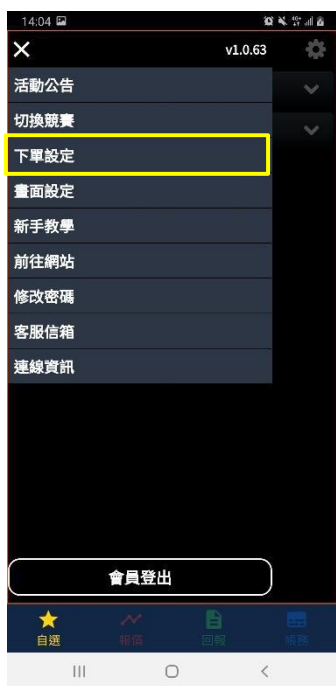 14:04
v1.0.63
活動公告
切換競賽
下單設定
畫面設定
新手教學
前往網站
修改密碼
客服信箱
連線資訊
會員登出
自選 報價 回報 帳務